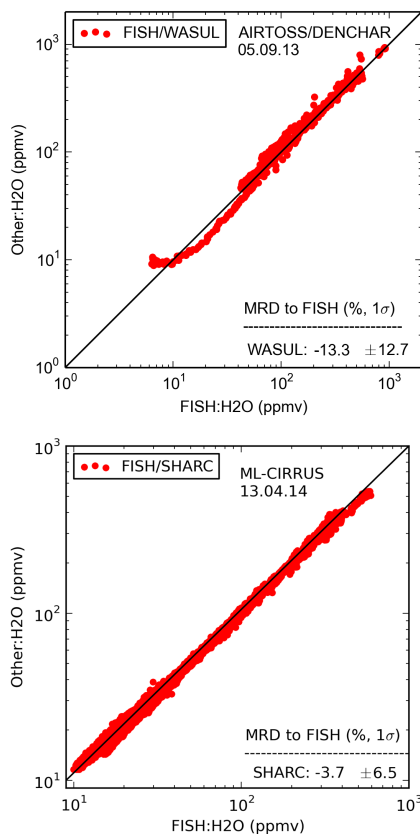 10³
FISH/WASUL
AIRTOSS/DENCHAR
05.09.13
10²
Other:H2O (ppmv)
10¹
MRD to FISH (%, 1σ)
WASUL: -13.3 ±12.7
10⁰
10⁰ 10¹ 10² 10³
FISH:H2O (ppmv)
10³
FISH/SHARC
ML-CIRRUS
13.04.14
Other:H2O (ppmv)
10²
MRD to FISH (%, 1σ)
SHARC: -3.7 ±6.5
10¹
10¹ 10² 10³
FISH:H2O (ppmv)